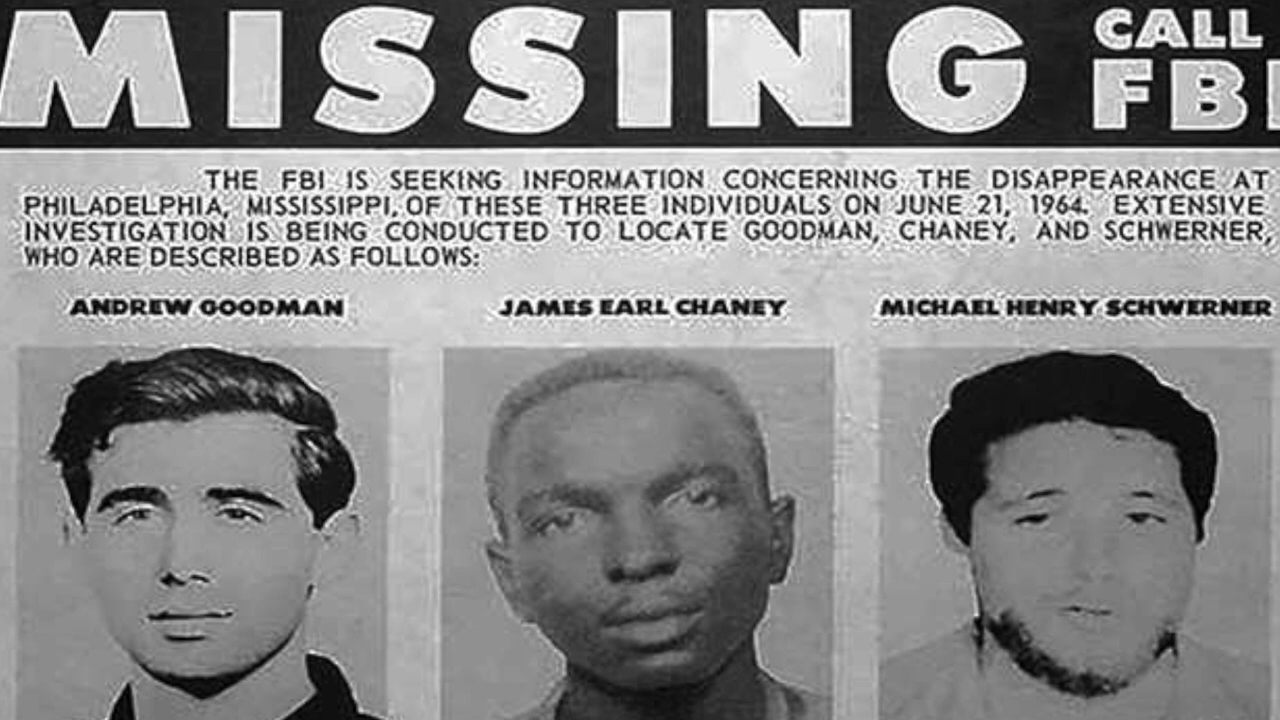 MISSING CALL
FBI
THE FBI IS SEEKING INFORMATION CONCERNING THE DISAPPEARANCE AT
PHILADELPHIA, MISSISSIPPI, OF THESE THREE INDIVIDUALS ON JUNE 21, 1964. EXTENSIVE
INVESTIGATION IS BEING CONDUCTED TO LOCATE GOODMAN, CHANEY, AND SCHWERNER,
WHO ARE DESCRIBED AS FOLLOWS:
ANDREW GOODMAN JAMES EARL CHANEY MICHAEL HENRY SCHWERNER